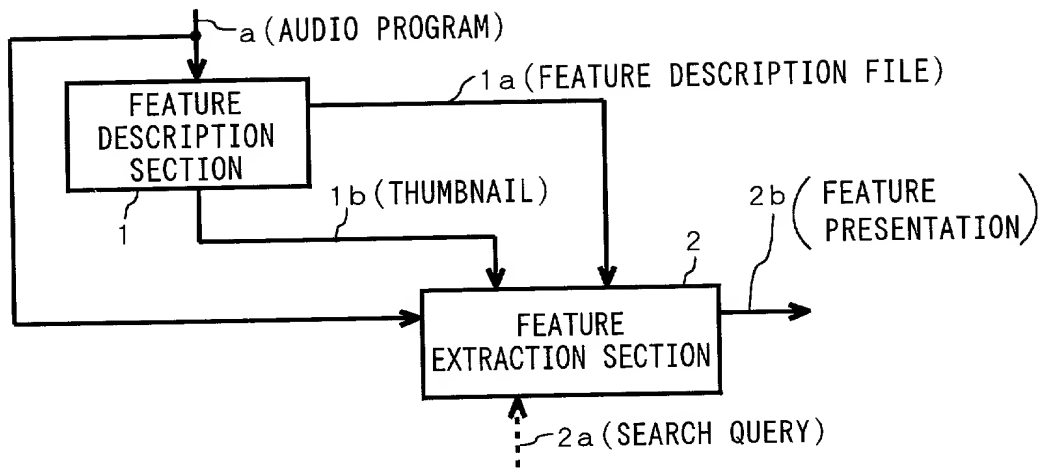 a (AUDIO PROGRAM)
FEATURE
DESCRIPTION
SECTION
1
1a (FEATURE DESCRIPTION FILE)
1b (THUMBNAIL)
2b ( FEATURE
PRESENTATION )
2
FEATURE
EXTRACTION SECTION
2a (SEARCH QUERY)